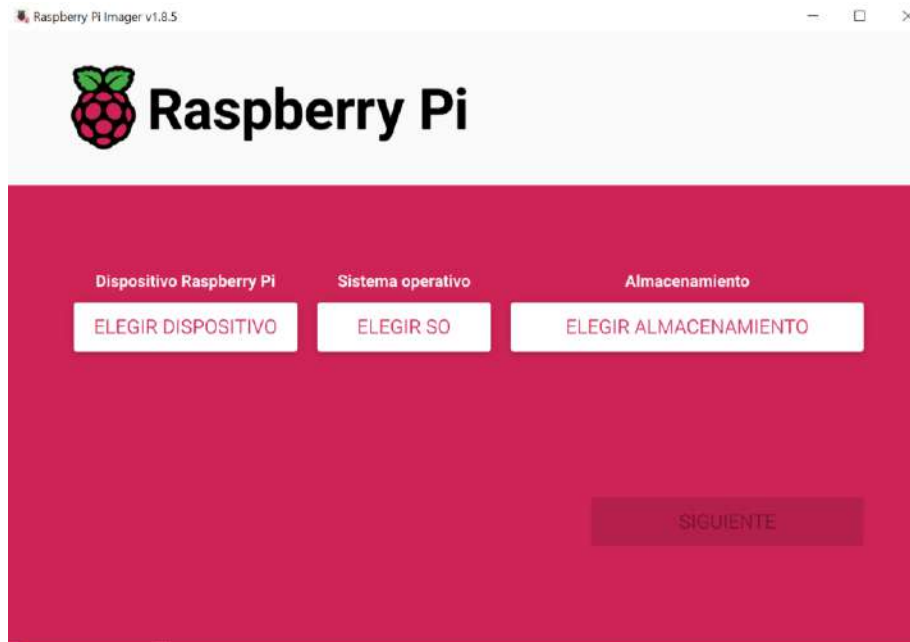 Raspberry Pi Imager v1.8.5
Raspberry Pi
Dispositivo Raspberry Pi
Sistema operativo
Almacenamiento
ELEGIR DISPOSITIVO
ELEGIR SO
ELEGIR ALMACENAMIENTO
SIGUIENTE